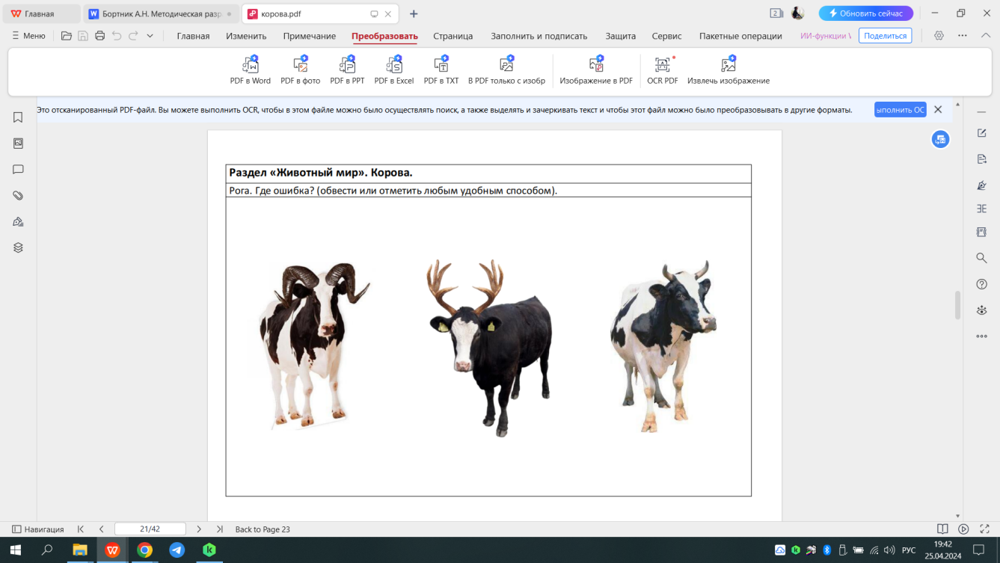 Главная
Бортник А.Н. Методическая разр
корова.pdf
2
Обновить сейчас
Меню
Главная
Изменить
Примечание
Преобразовать
Страница
Заполнить и подписать
Защита
Сервис
Пакетные операции
ИИ-функции
Поделиться
PDF в Word
PDF в фото
PDF в PPT
PDF в Excel
PDF в TXT
В PDF только с изобр
Изображение в PDF
OCR PDF
Извлечь изображение
Это отсканированный PDF-файл. Вы можете выполнить OCR, чтобы в этом файле можно было осуществлять поиск, а также выделять и зачеркивать текст и чтобы этот файл можно было преобразовывать в другие форматы.
ыполнить ОС
Раздел «Животный мир». Корова.
Рога. Где ошибка? (обвести или отметить любым удобным способом).
Навигация
21/42
Back to Page 23
РУС
19:42
25.04.2024